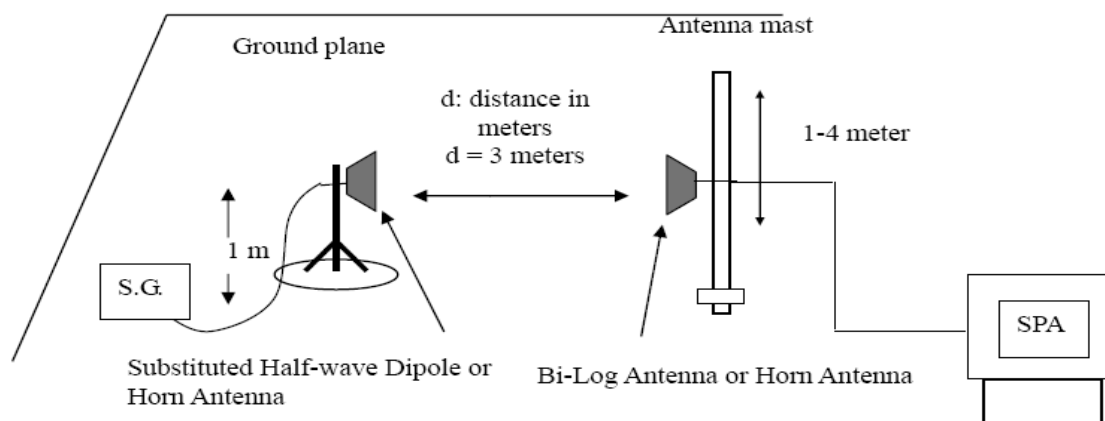 Ground plane
Antenna mast
d: distance in
meters
d = 3 meters
1-4 meter
1 m
S.G.
SPA
Substituted Half-wave Dipole or
Horn Antenna
Bi-Log Antenna or Horn Antenna